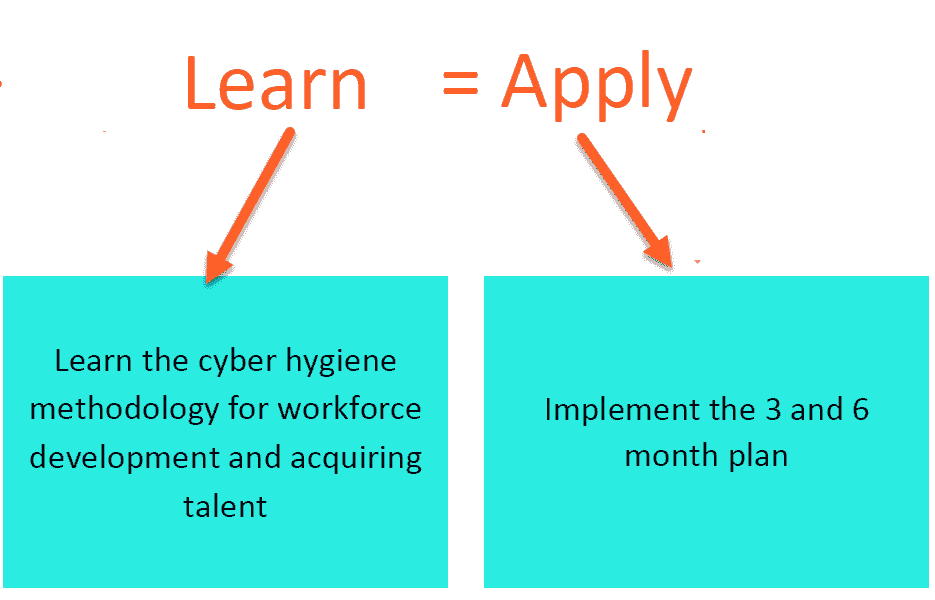 Learn = Apply
Learn the cyber hygiene
methodology for workforce
development and acquiring
talent
Implement the 3 and 6
month plan